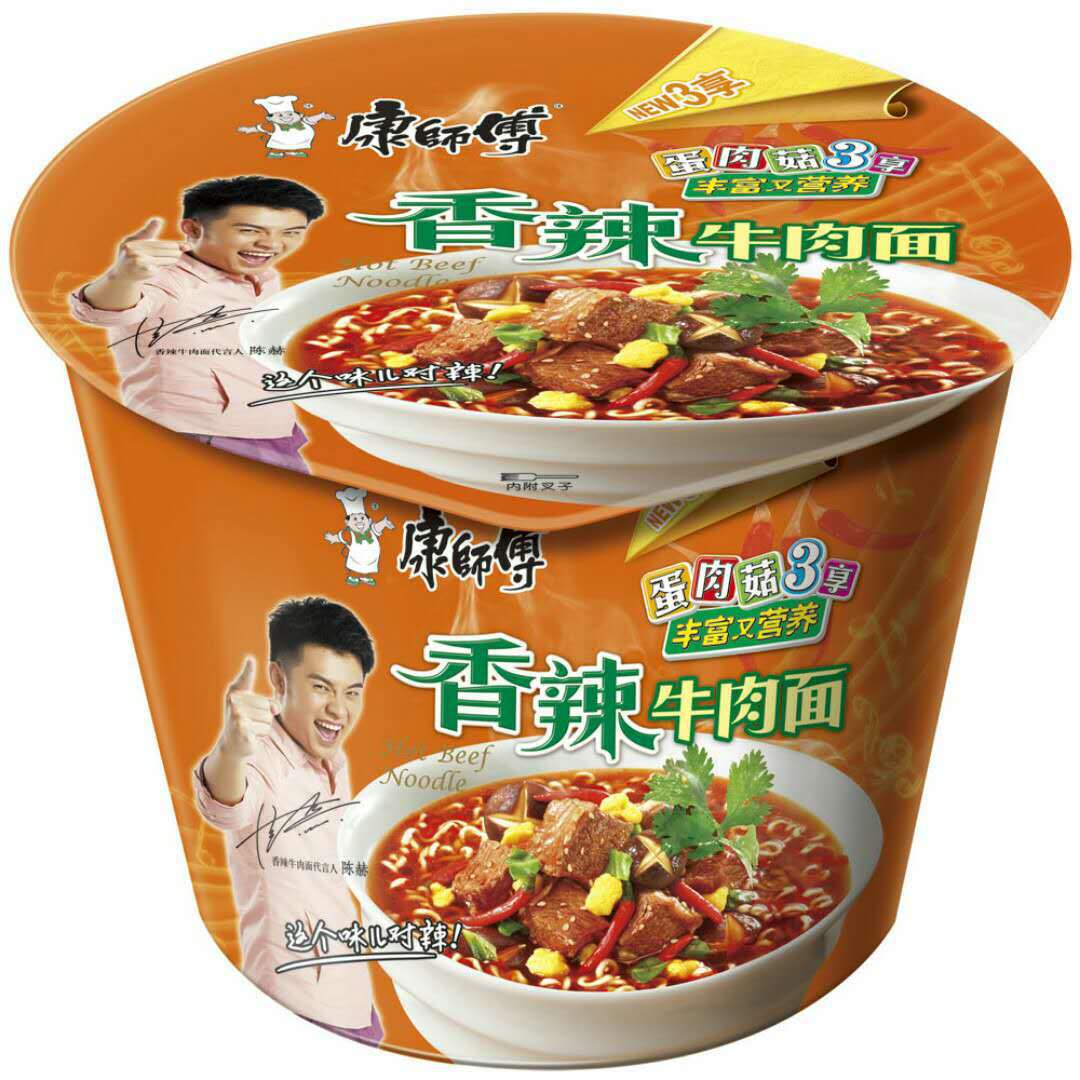 康師傅
NEW3享
蛋肉菇3享
丰富又营养
香辣牛肉面
Hot Beef
Noodle
香辣牛肉面代言人 陈赫
这个味儿对辣!
内附叉子
康師傅
NEW3
蛋肉菇3享
丰富又营养
香辣牛肉面
Hot Beef
Noodle
香辣牛肉面代言人 陈赫
这个味儿对辣!